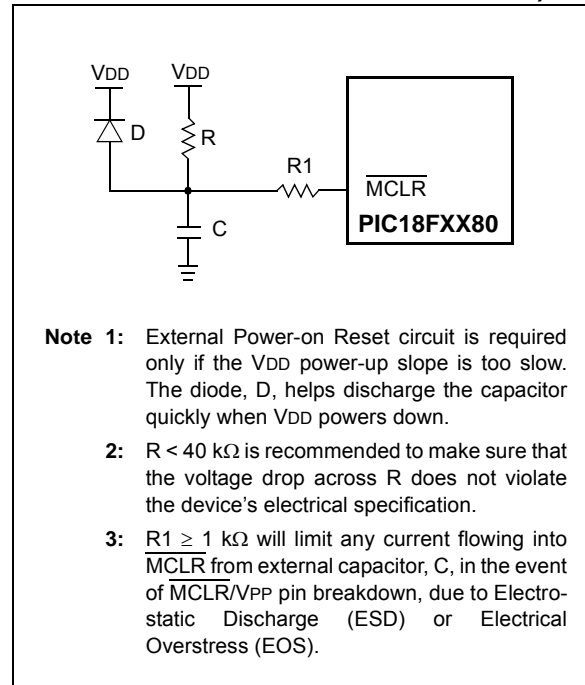 VDD VDD
D
R
R1
MCLR
PIC18FXX80
C
Note 1: External Power-on Reset circuit is required
only if the VDD power-up slope is too slow.
The diode, D, helps discharge the capacitor
quickly when VDD powers down.
2: R < 40 kΩ is recommended to make sure that
the voltage drop across R does not violate
the device's electrical specification.
3: R1 ≥ 1 kΩ will limit any current flowing into
MCLR from external capacitor, C, in the event
of MCLR/VPP pin breakdown, due to Electro-
static Discharge (ESD) or Electrical
Overstress (EOS).